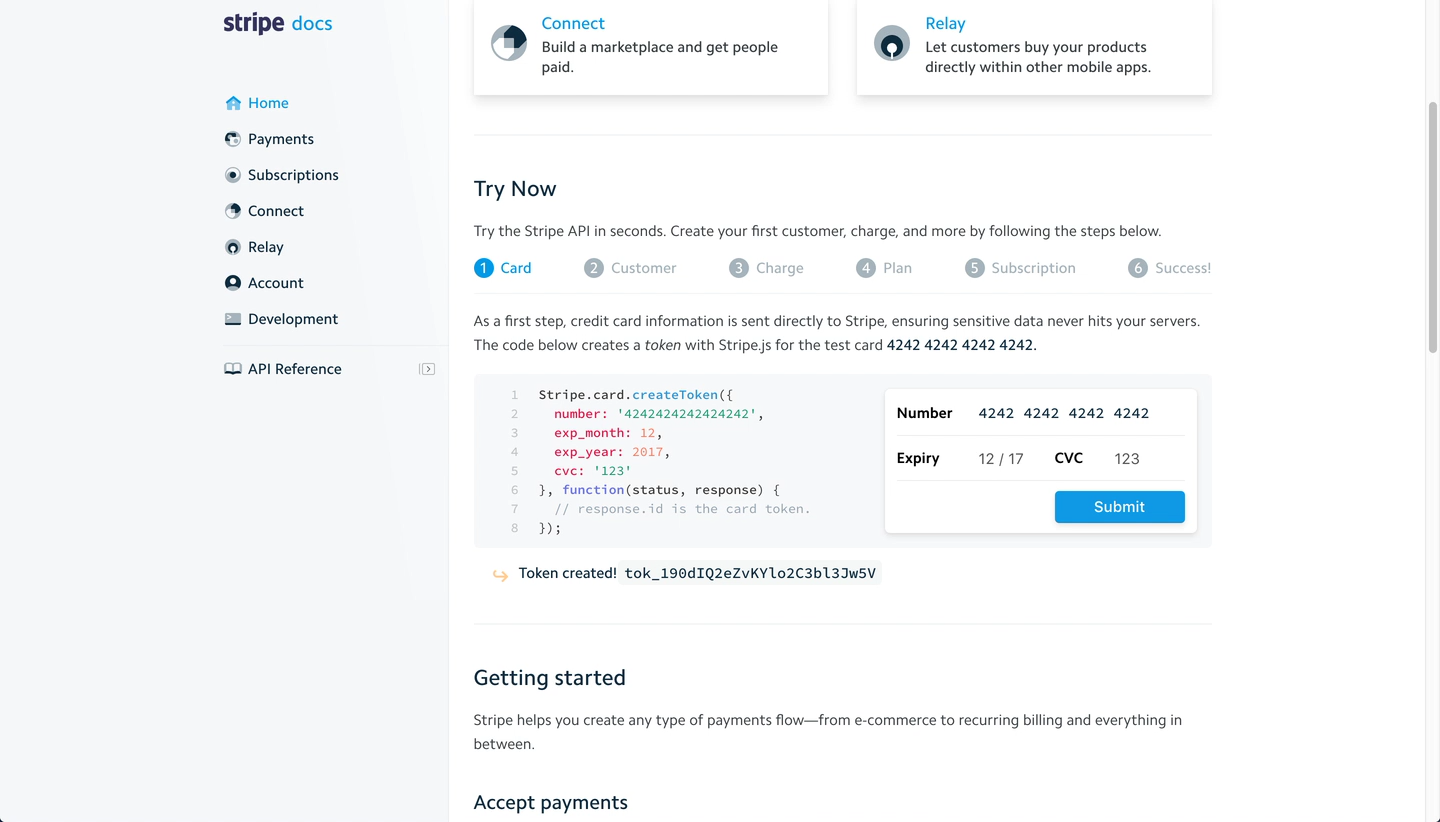 stripe docs
Home
Payments
Subscriptions
Connect
Relay
Account
Development
API Reference
Connect
Build a marketplace and get people
paid.
Relay
Let customers buy your products
directly within other mobile apps.
Try Now
Try the Stripe API in seconds. Create your first customer, charge, and more by following the steps below.
1 Card 2 Customer 3 Charge 4 Plan 5 Subscription 6 Success!
As a first step, credit card information is sent directly to Stripe, ensuring sensitive data never hits your servers.
The code below creates a token with Stripe.js for the test card 4242 4242 4242 4242.
1 Stripe.card.createToken({
2 number: '4242424242424242',
3 exp_month: 12,
4 exp_year: 2017,
5 cvc: '123'
6 }, function(status, response) {
7 // response.id is the card token.
8 });
Number 4242 4242 4242 4242
Expiry 12 / 17 CVC 123
Submit
Token created! tok_190dIQ2eZvKYlo2C3bl3Jw5V
Getting started
Stripe helps you create any type of payments flow—from e-commerce to recurring billing and everything in
between.
Accept payments